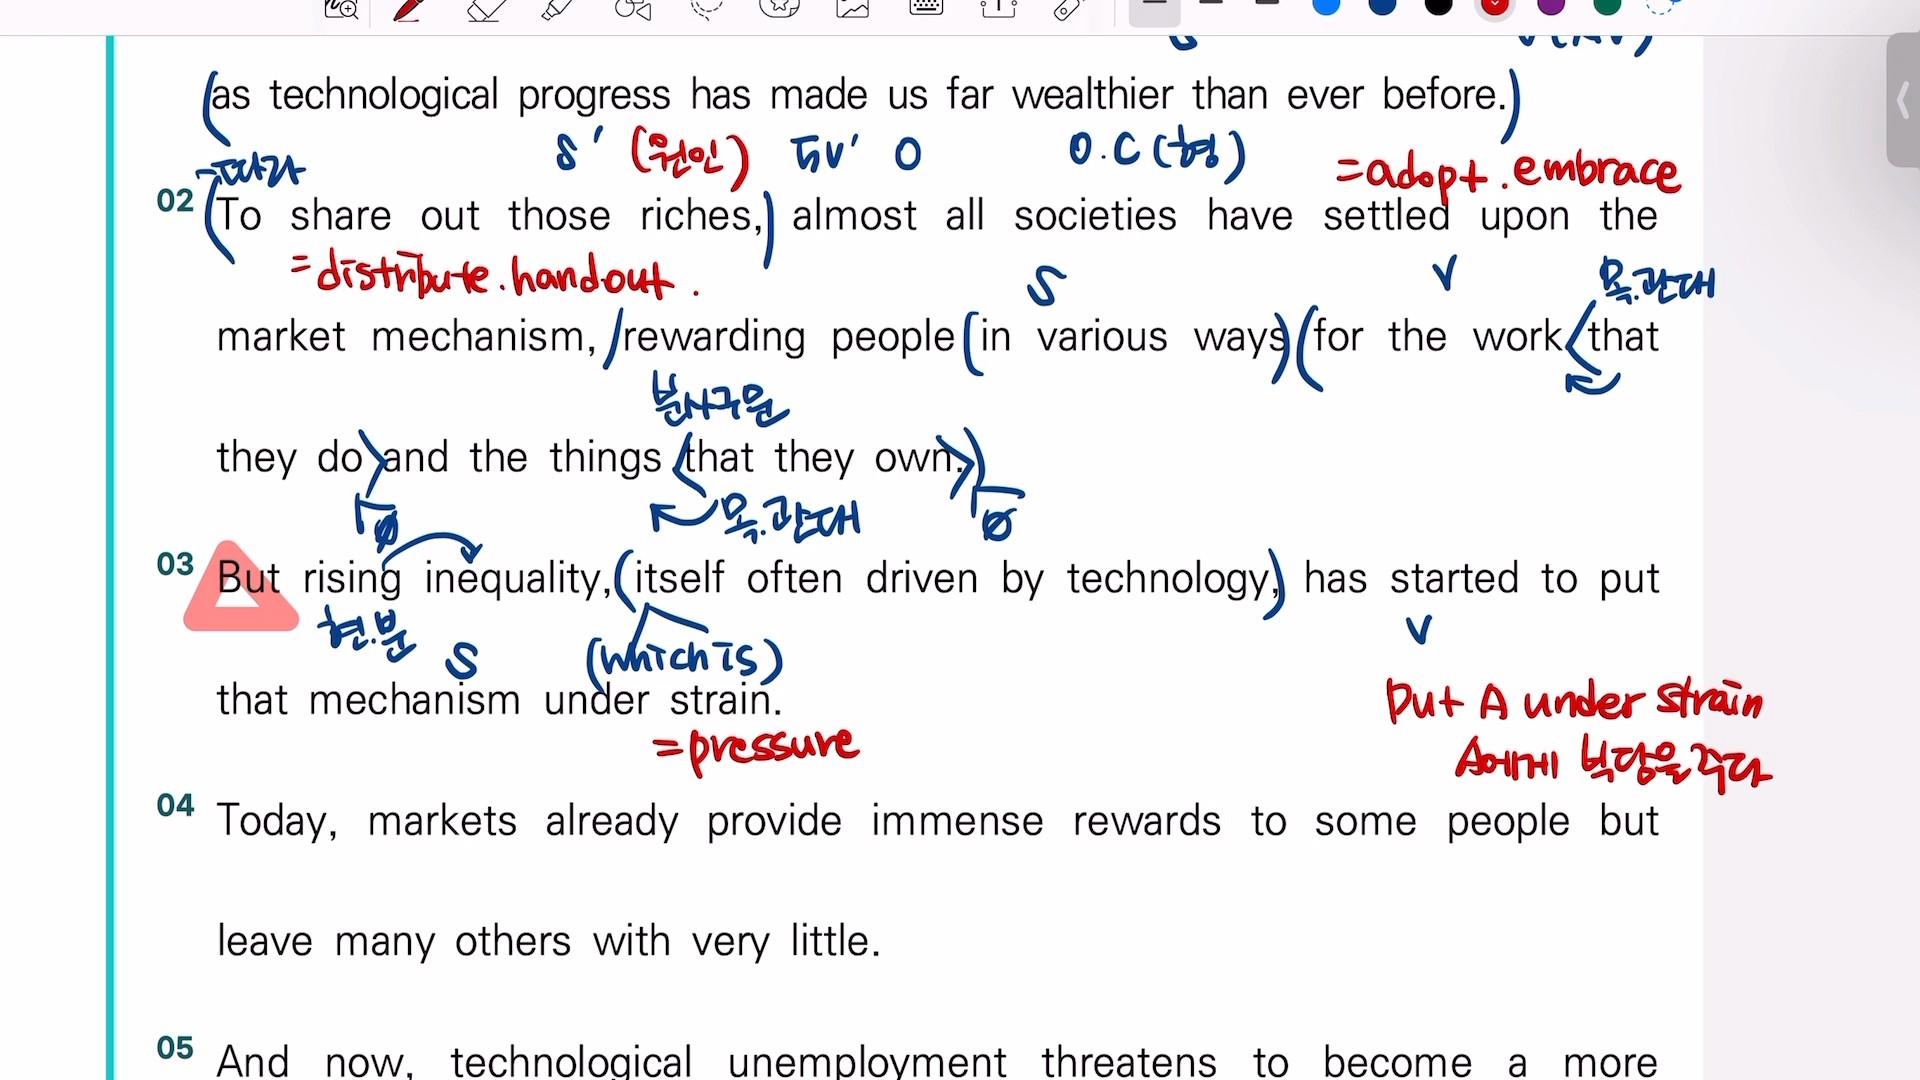 as technological progress has made us far wealthier than ever before.
S' (원인) V' O O.C (형)
~따라
=adopt. embrace
02 To share out those riches, almost all societies have settled upon the
=distribute. handout.
S V 목.관대
market mechanism, rewarding people in various ways for the work that
분사구문
they do and the things that they own.
ø 목.관대 ø
03 But rising inequality, itself often driven by technology, has started to put
현.분 S (which is) V
that mechanism under strain.
=pressure
put A under strain
A에게 부담을 주다
04 Today, markets already provide immense rewards to some people but
leave many others with very little.
05 And now, technological unemployment threatens to become a more